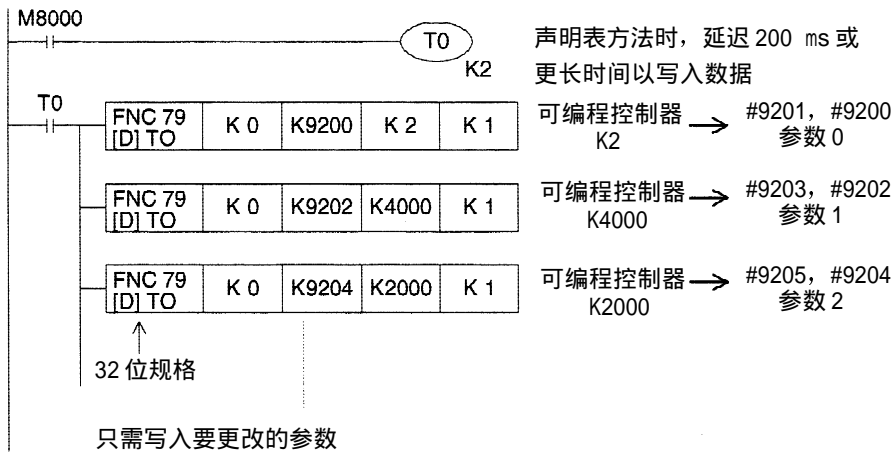 M8000
T0
K2
声明表方法时，延迟 200 ms 或
更长时间以写入数据
T0
FNC 79
[D] TO
K 0
K9200
K 2
K 1
可编程控制器
K2
#9201，#9200
参数 0
FNC 79
[D] TO
K 0
K9202
K4000
K 1
可编程控制器
K4000
#9203，#9202
参数 1
FNC 79
[D] TO
K 0
K9204
K2000
K 1
可编程控制器
K2000
#9205，#9204
参数 2
32 位规格
只需写入要更改的参数